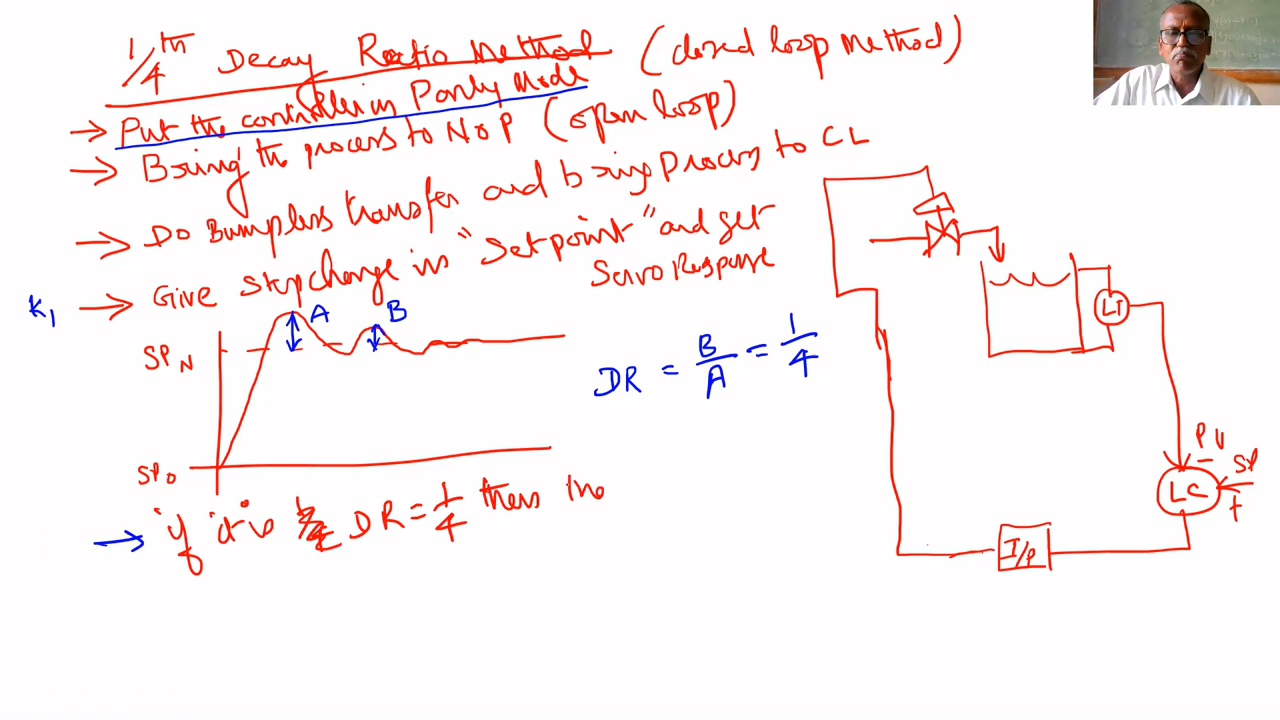 1/4th Decay Ratio Method (closed loop method)
→ Put the controller in P only Mode
→ Bring the process to NOP (open loop)
→ Do Bumpless transfer and bring Process to CL
→ Give step change in "Set point" and get
Servo Response
K1
A
B
SPN
SP0
DR = B/A = 1/4
→ if it is DR = 1/4 then
LT
PV
SP
LC
I/P